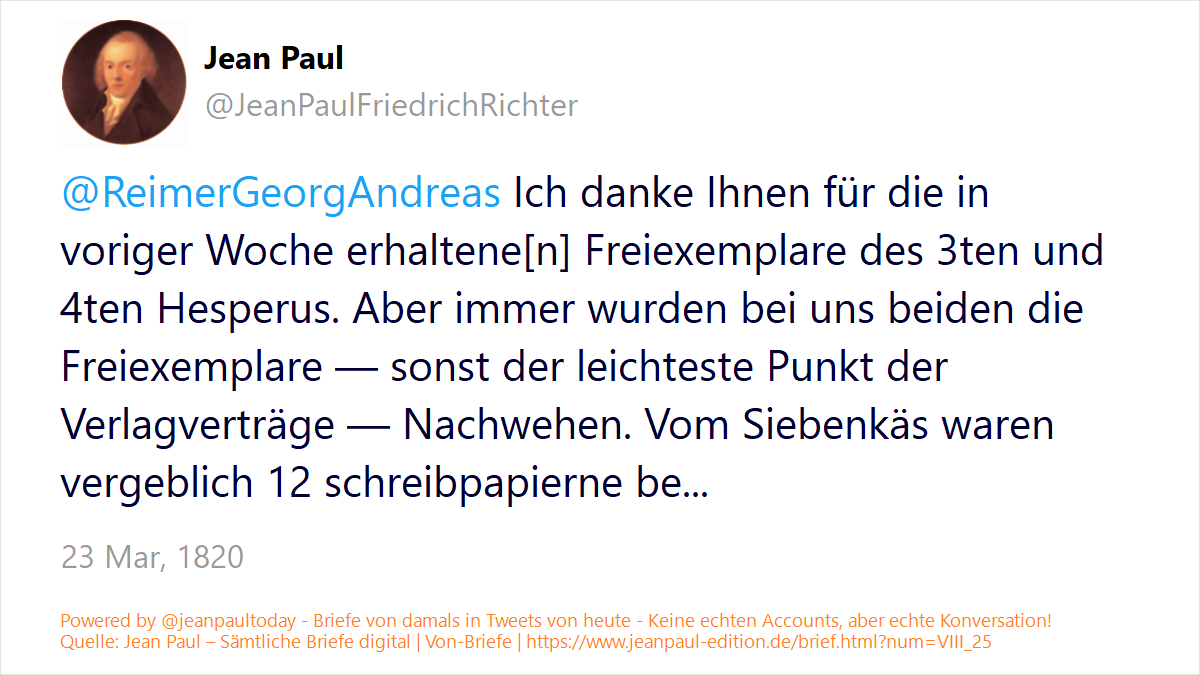 Jean Paul
@JeanPaulFriedrichRichter
@ReimerGeorgAndreas Ich danke Ihnen für die in
voriger Woche erhaltene[n] Freiexemplare des 3ten und
4ten Hesperus. Aber immer wurden bei uns beiden die
Freiexemplare — sonst der leichteste Punkt der
Verlagverträge — Nachwehen. Vom Siebenkäs waren
vergeblich 12 schreibpapierne be...
23 Mar, 1820
Powered by @jeanpaultoday - Briefe von damals in Tweets von heute - Keine echten Accounts, aber echte Konversation!
Quelle: Jean Paul – Sämtliche Briefe digital | Von-Briefe | https://www.jeanpaul-edition.de/brief.html?num=VIII_25